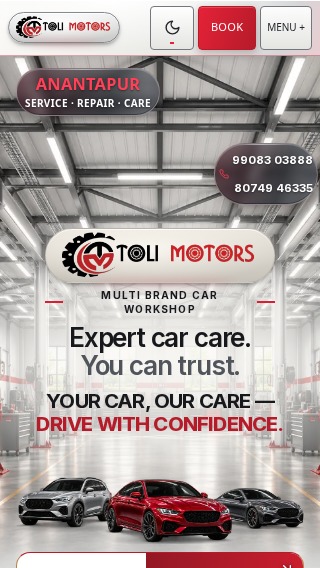 TOLI MOTORS
BOOK
MENU +
ANANTAPUR
SERVICE · REPAIR · CARE
99083 03888
80749 46335
TOLI MOTORS
MULTI BRAND CAR
WORKSHOP
Expert car care.
You can trust.
YOUR CAR, OUR CARE —
DRIVE WITH CONFIDENCE.